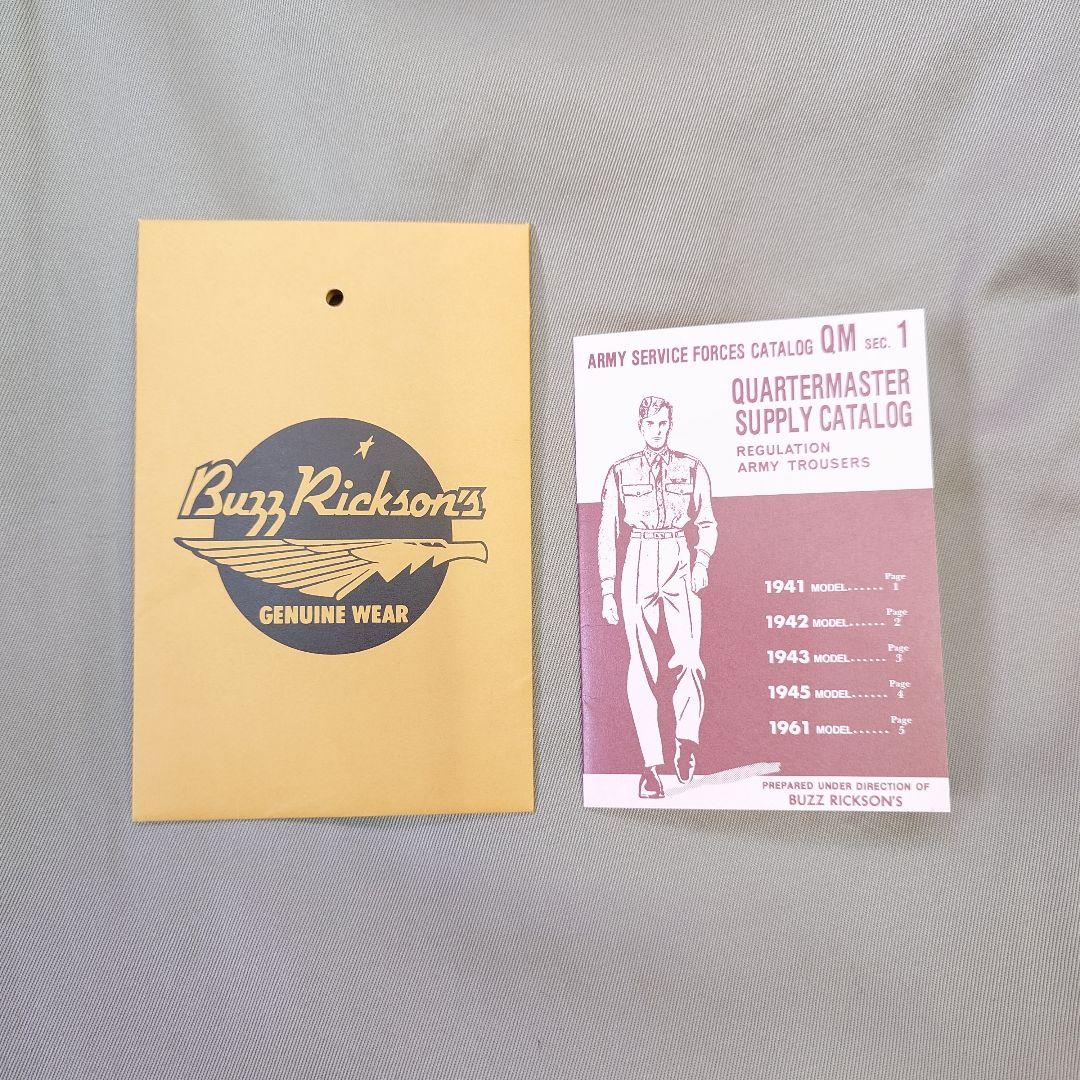 Buzz Rickson's
GENUINE WEAR
ARMY SERVICE FORCES CATALOG QM SEC. 1
QUARTERMASTER
SUPPLY CATALOG
REGULATION
ARMY TROUSERS
1941 MODEL...... Page 1
1942 MODEL...... Page 2
1943 MODEL...... Page 3
1945 MODEL...... Page 4
1961 MODEL...... Page 5
PREPARED UNDER DIRECTION OF
BUZZ RICKSON'S